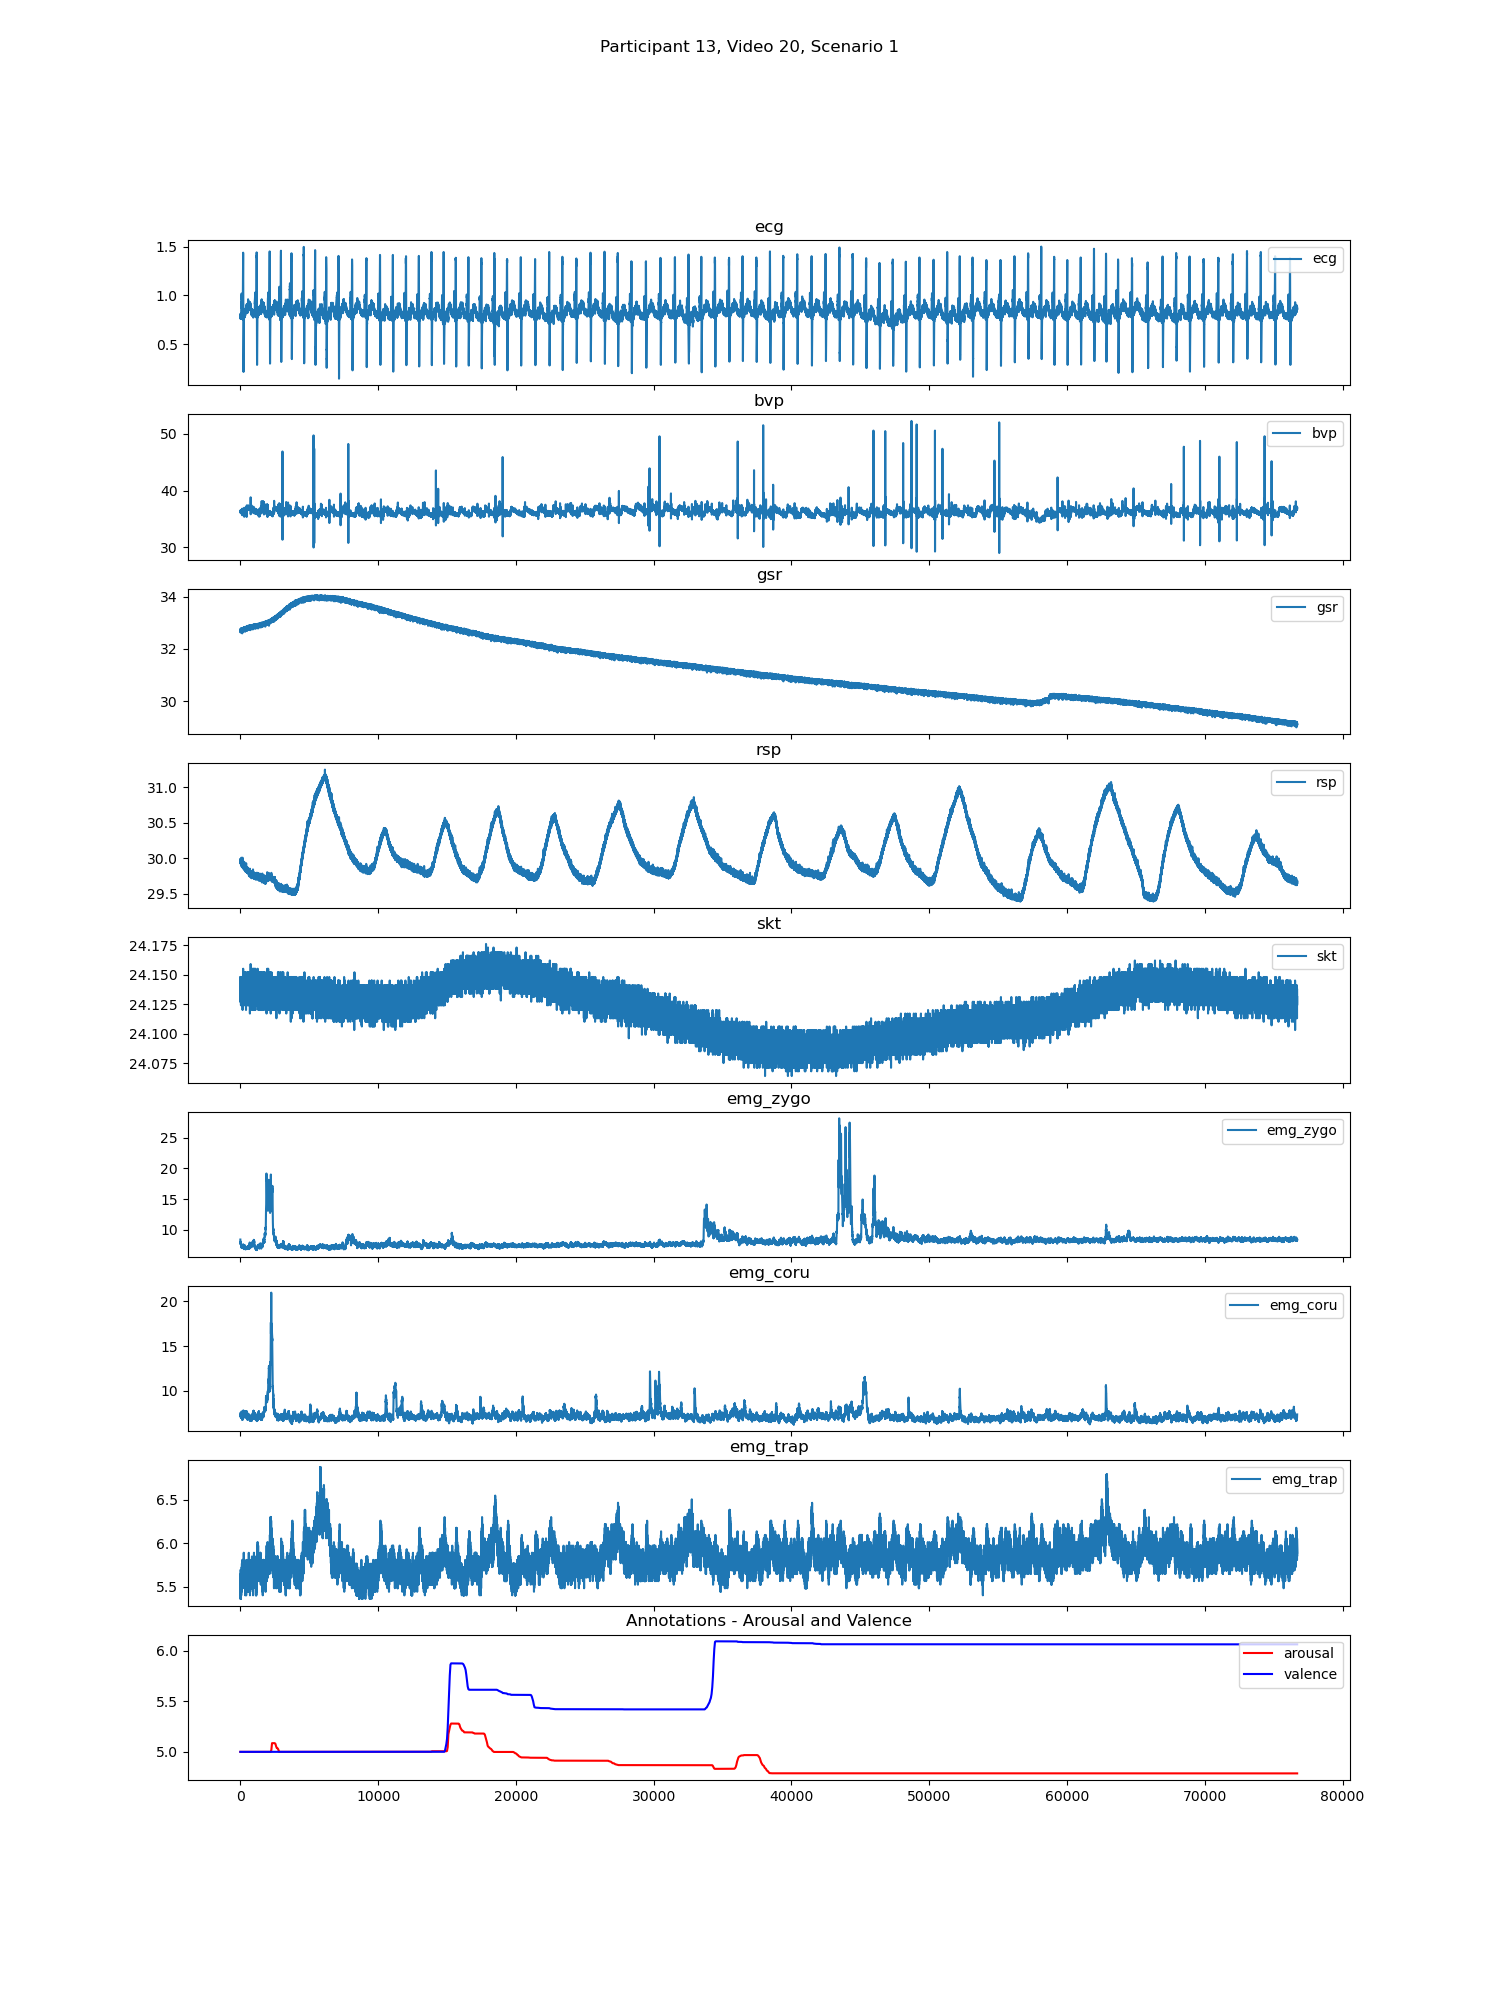 Participant 13, Video 20, Scenario 1
ecg
1.5
1.0
0.5
ecg
bvp
50
40
30
bvp
gsr
34
32
30
gsr
rsp
31.0
30.5
30.0
29.5
rsp
skt
24.175
24.150
24.125
24.100
24.075
skt
emg_zygo
25
20
15
10
emg_zygo
emg_coru
20
15
10
emg_coru
emg_trap
6.5
6.0
5.5
emg_trap
Annotations - Arousal and Valence
6.0
5.5
5.0
arousal
valence
0 10000 20000 30000 40000 50000 60000 70000 80000